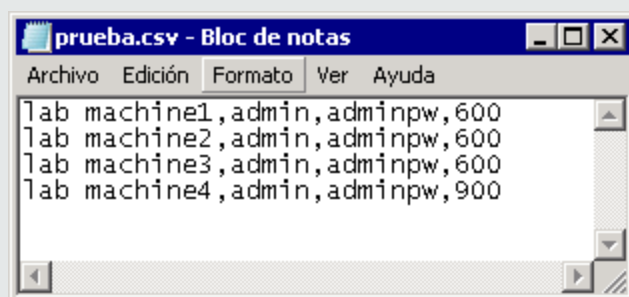 prueba.csv - Bloc de notas
Archivo Edición Formato Ver Ayuda
lab machine1,admin,adminpw,600
lab machine2,admin,adminpw,600
lab machine3,admin,adminpw,600
lab machine4,admin,adminpw,900